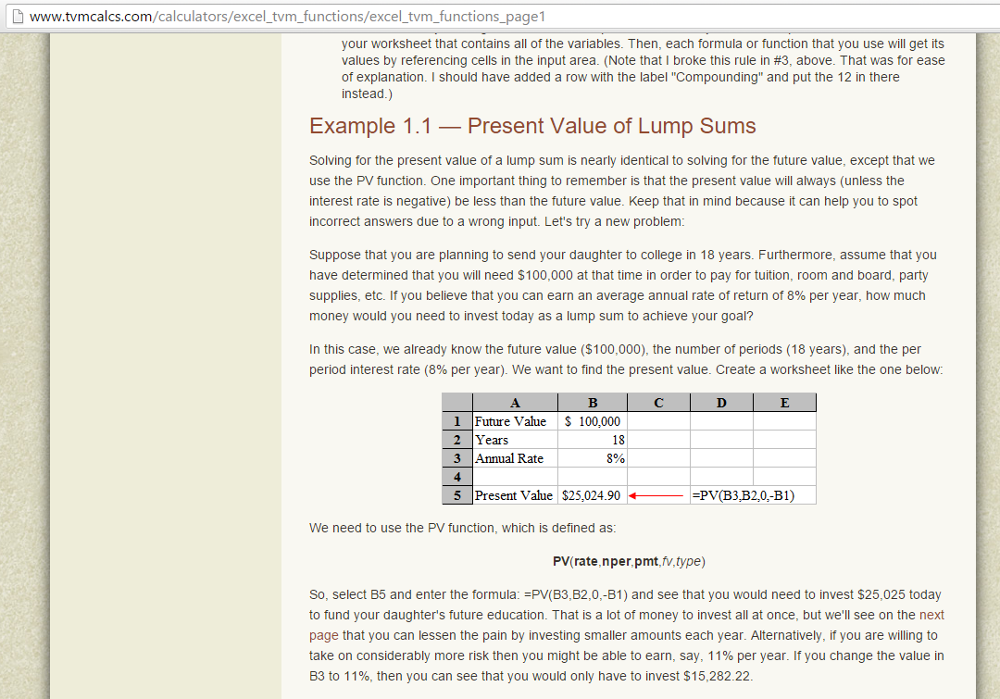 www.tvmcalcs.com/calculators/excel_tvm_functions/excel_tvm_functions_page1
your worksheet that contains all of the variables. Then, each formula or function that you use will get its
values by referencing cells in the input area. (Note that I broke this rule in #3, above. That was for ease
of explanation. I should have added a row with the label "Compounding" and put the 12 in there
instead.)
Example 1.1 — Present Value of Lump Sums
Solving for the present value of a lump sum is nearly identical to solving for the future value, except that we
use the PV function. One important thing to remember is that the present value will always (unless the
interest rate is negative) be less than the future value. Keep that in mind because it can help you to spot
incorrect answers due to a wrong input. Let's try a new problem:
Suppose that you are planning to send your daughter to college in 18 years. Furthermore, assume that you
have determined that you will need $100,000 at that time in order to pay for tuition, room and board, party
supplies, etc. If you believe that you can earn an average annual rate of return of 8% per year, how much
money would you need to invest today as a lump sum to achieve your goal?
In this case, we already know the future value ($100,000), the number of periods (18 years), and the per
period interest rate (8% per year). We want to find the present value. Create a worksheet like the one below:
A B C D E
1 Future Value $ 100,000
2 Years 18
3 Annual Rate 8%
4
5 Present Value $25,024.90 =PV(B3,B2,0,-B1)
We need to use the PV function, which is defined as:
PV(rate,nper,pmt,fv,type)
So, select B5 and enter the formula: =PV(B3,B2,0,-B1) and see that you would need to invest $25,025 today
to fund your daughter's future education. That is a lot of money to invest all at once, but we'll see on the next
page that you can lessen the pain by investing smaller amounts each year. Alternatively, if you are willing to
take on considerably more risk then you might be able to earn, say, 11% per year. If you change the value in
B3 to 11%, then you can see that you would only have to invest $15,282.22.